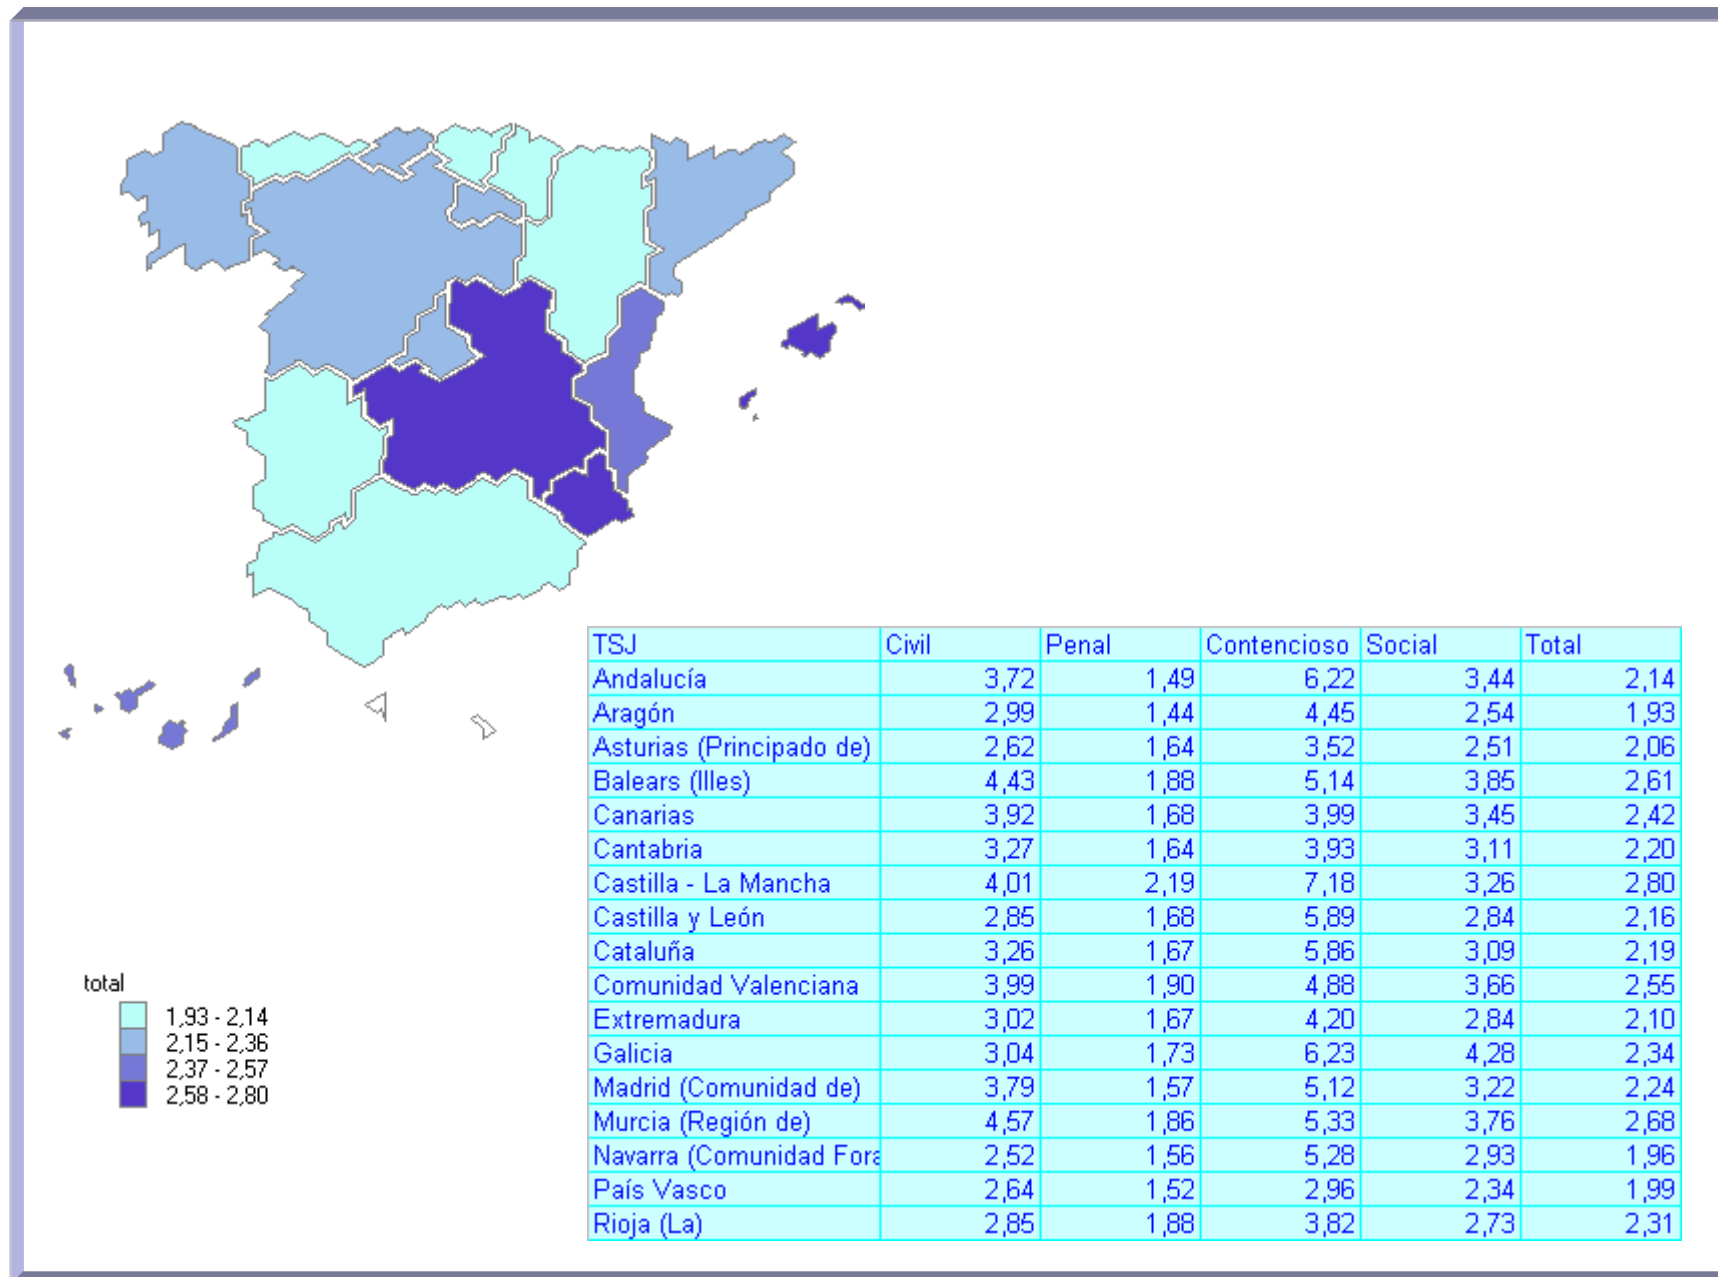 TSJ Civil Penal Contencioso Social Total
Andalucía 3,72 1,49 6,22 3,44 2,14
Aragón 2,99 1,44 4,45 2,54 1,93
Asturias (Principado de) 2,62 1,64 3,52 2,51 2,06
Balears (Illes) 4,43 1,88 5,14 3,85 2,61
Canarias 3,92 1,68 3,99 3,45 2,42
Cantabria 3,27 1,64 3,93 3,11 2,20
Castilla - La Mancha 4,01 2,19 7,18 3,26 2,80
Castilla y León 2,85 1,68 5,89 2,84 2,16
Cataluña 3,26 1,67 5,86 3,09 2,19
Comunidad Valenciana 3,99 1,90 4,88 3,66 2,55
Extremadura 3,02 1,67 4,20 2,84 2,10
Galicia 3,04 1,73 6,23 4,28 2,34
Madrid (Comunidad de) 3,79 1,57 5,12 3,22 2,24
Murcia (Región de) 4,57 1,86 5,33 3,76 2,68
Navarra (Comunidad Fora 2,52 1,56 5,28 2,93 1,96
País Vasco 2,64 1,52 2,96 2,34 1,99
Rioja (La) 2,85 1,88 3,82 2,73 2,31
total
1,93 - 2,14
2,15 - 2,36
2,37 - 2,57
2,58 - 2,80